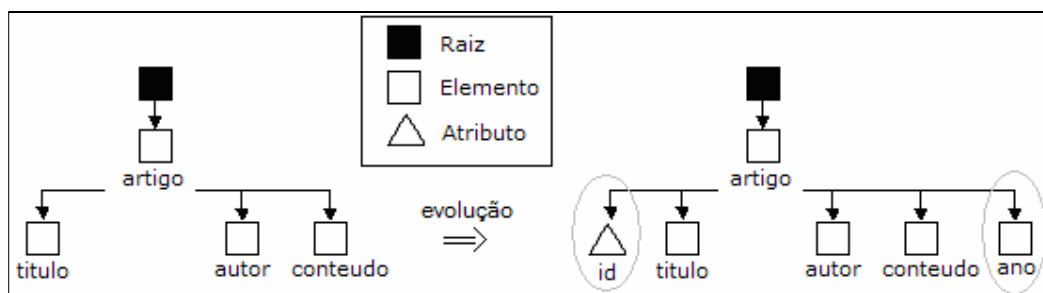 Raiz
Elemento
Atributo
artigo
titulo
autor
conteudo
evolução
artigo
id
titulo
autor
conteudo
ano